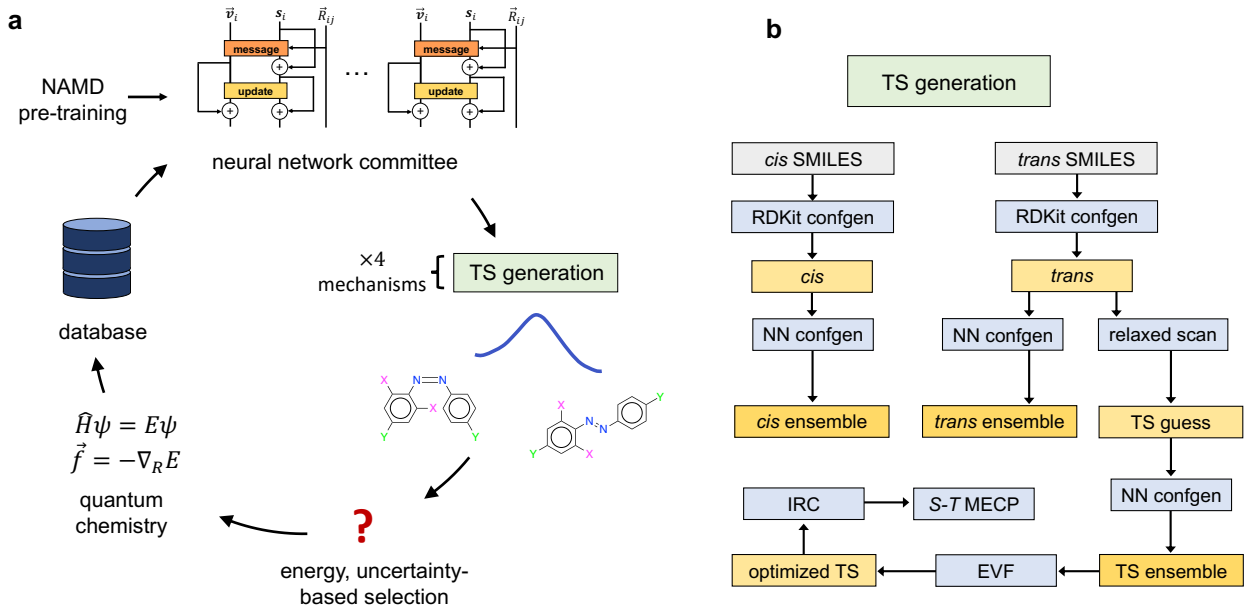 a
v⃗ᵢ sᵢ R⃗ᵢⱼ
message
+
update
+ +
...
v⃗ᵢ sᵢ R⃗ᵢⱼ
message
+
update
+ +
NAMD
pre-training
neural network committee
×4
mechanisms
TS generation
X
N N
X
Y
Y
X
N
N
X
Y
Y
?
energy, uncertainty-
based selection
quantum
chemistry
Ĥψ = Eψ
f⃗ = −∇_R E
database
b
TS generation
cis SMILES
trans SMILES
RDKit confgen
RDKit confgen
cis
trans
NN confgen
NN confgen
relaxed scan
cis ensemble
trans ensemble
TS guess
NN confgen
IRC
S-T MECP
optimized TS
EVF
TS ensemble